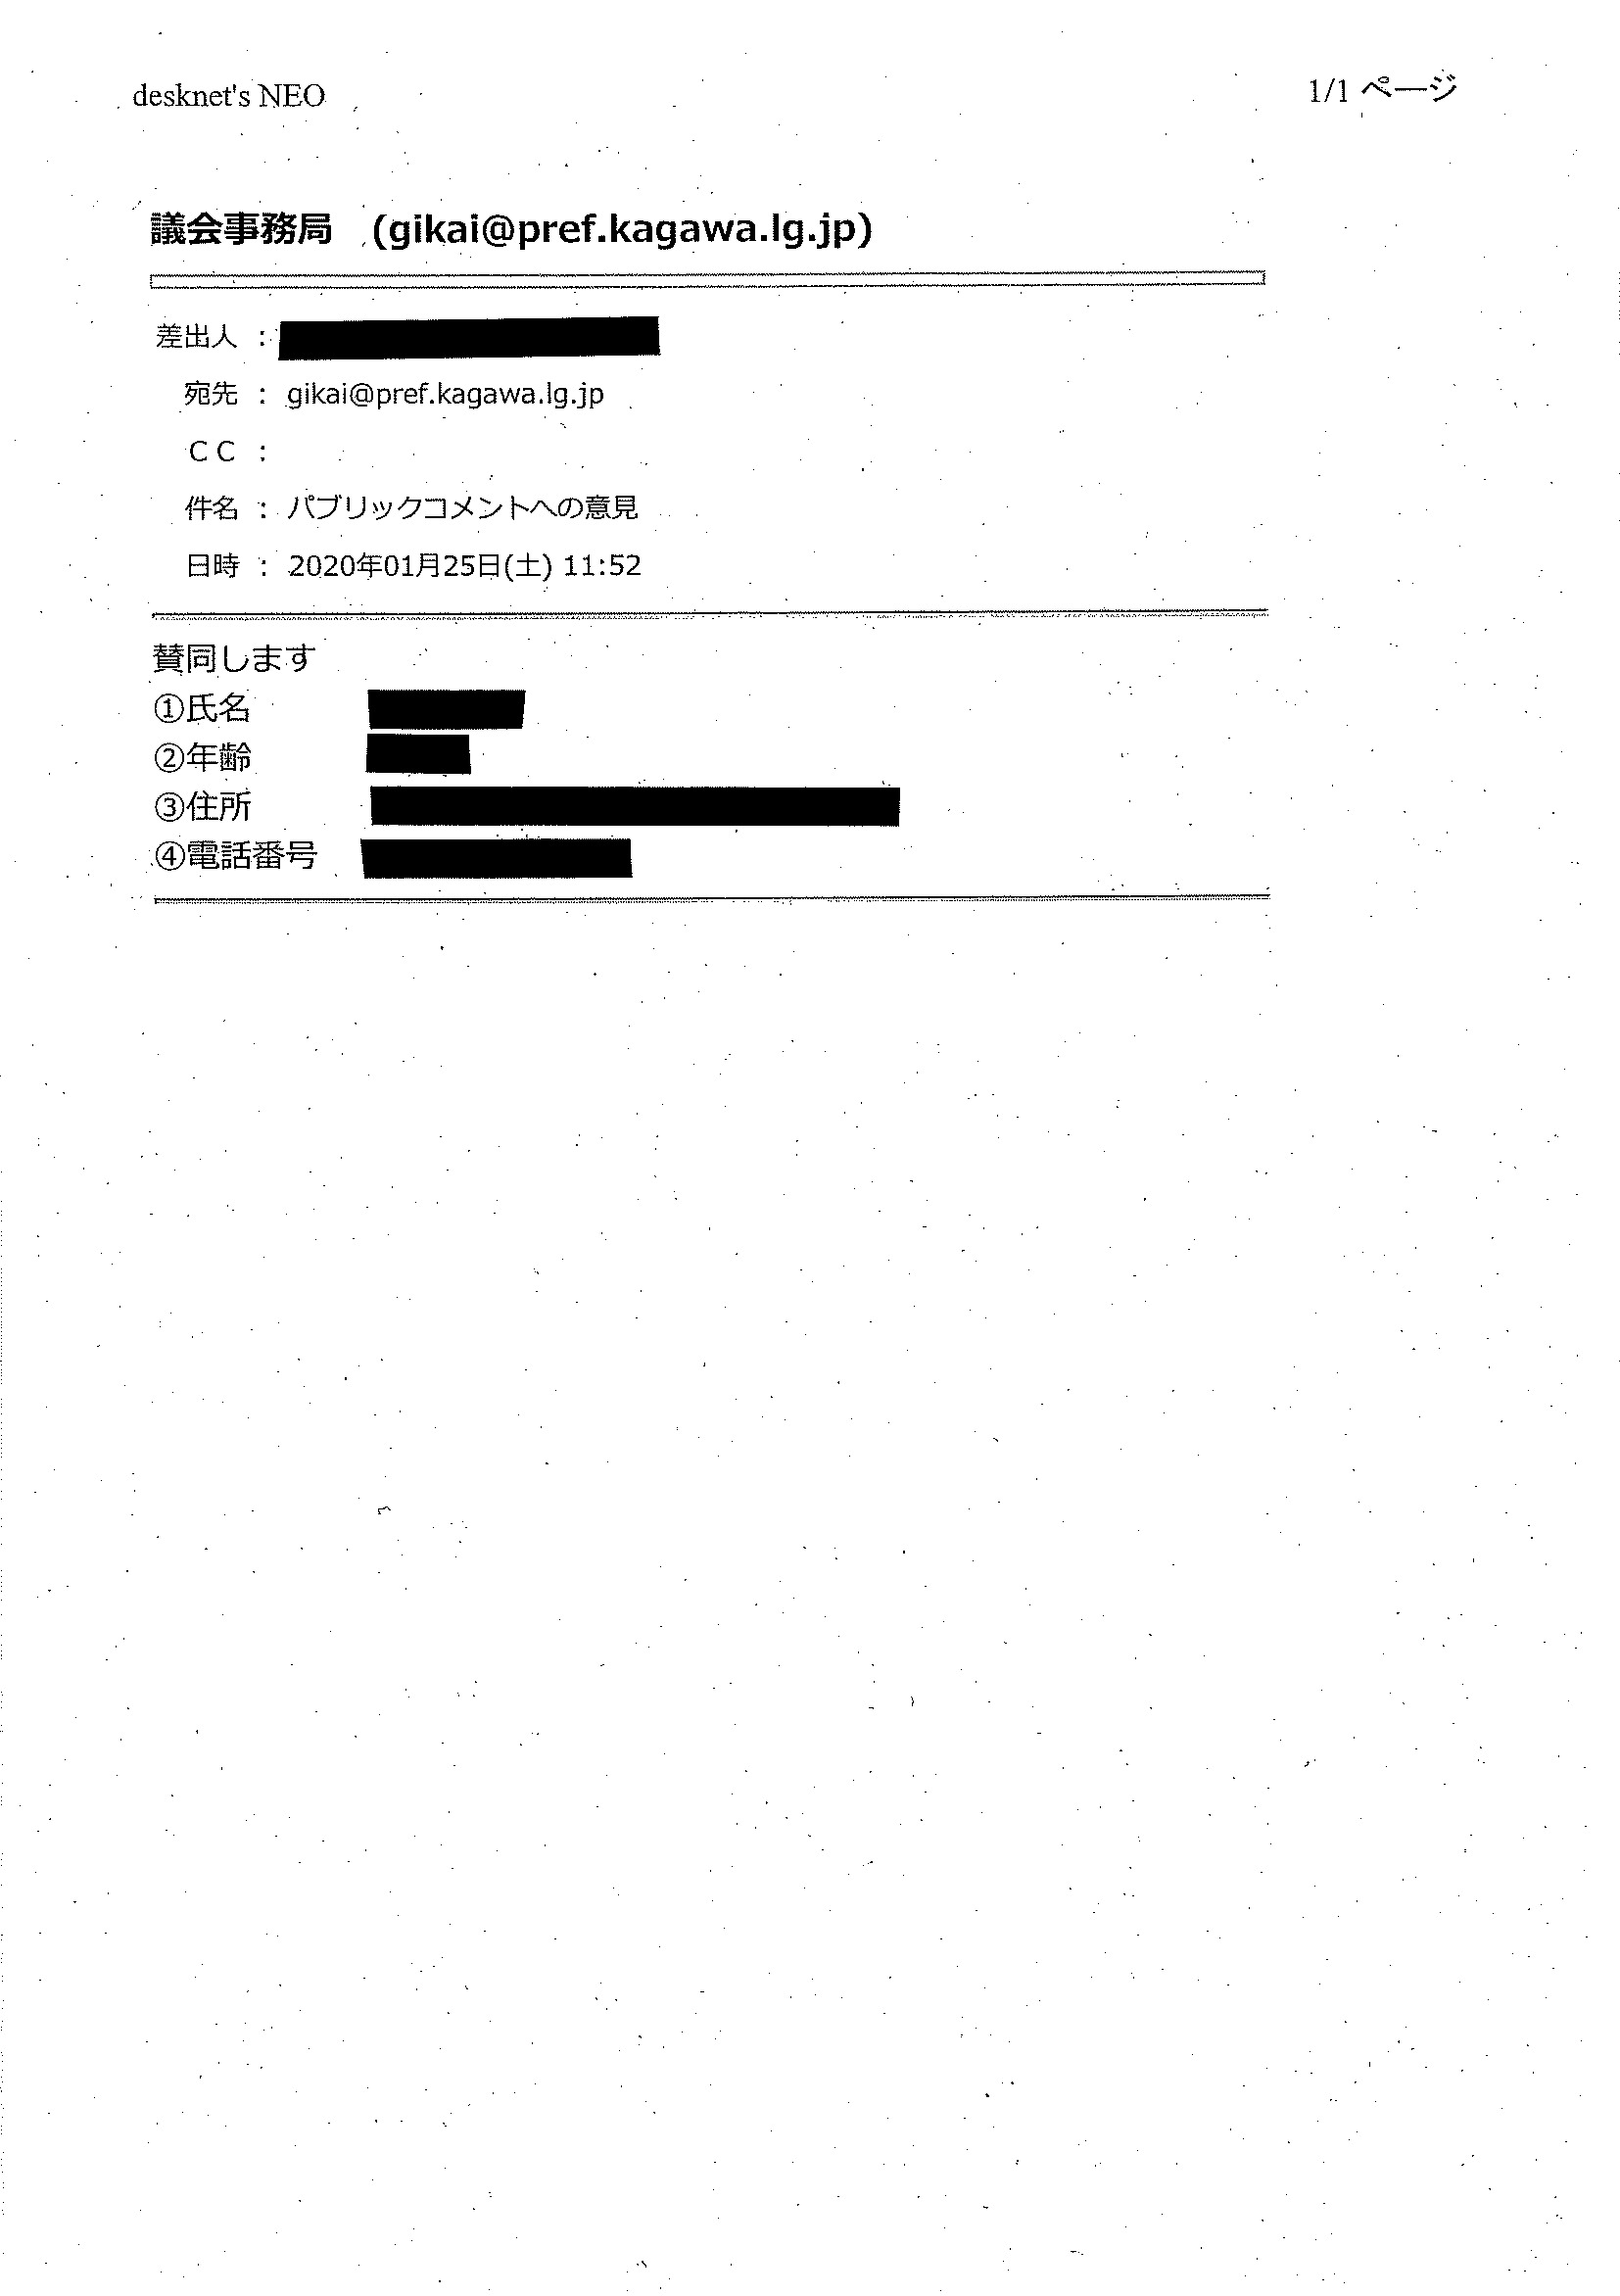 desknet's NEO
1/1 ページ
議会事務局 (gikai@pref.kagawa.lg.jp)
差出人 :
宛先 : gikai@pref.kagawa.lg.jp
ＣＣ :
件名 : パブリックコメントへの意見
日時 : 2020年01月25日(土) 11:52
賛同します
①氏名
②年齢
③住所
④電話番号